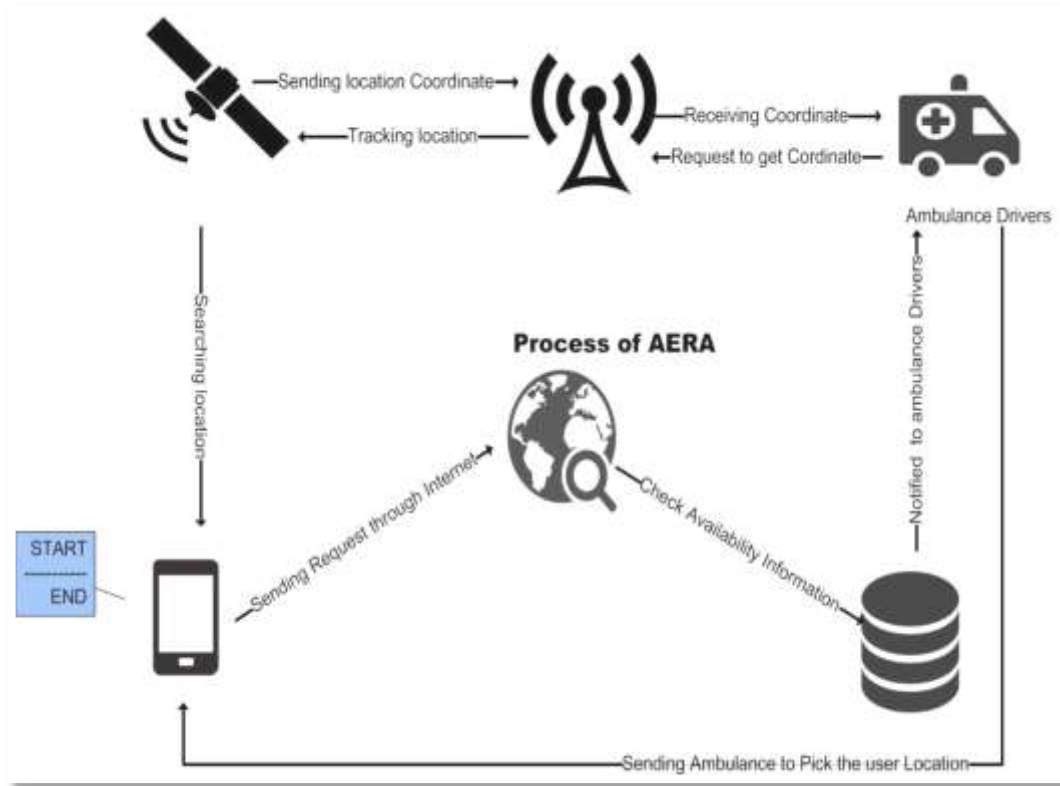 Sending location Coordinate
Tracking location
Receiving Coordinate
Request to get Cordinate
Ambulance Drivers
Searching location
Process of AERA
Notified to ambulance Drivers
Sending Request through Internet
Check Availability Information
START
----------
END
Sending Ambulance to Pick the user Location